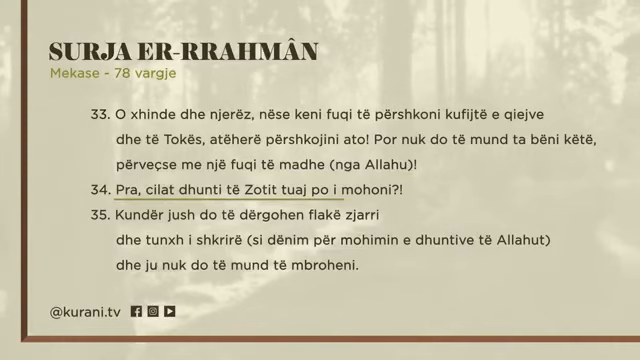 SURJA ER-RRAHMÂN
Mekase - 78 vargje
33. O xhinde dhe njerëz, nëse keni fuqi të përshkoni kufijtë e qiejve
dhe të Tokës, atëherë përshkojini ato! Por nuk do të mund ta bëni këtë,
përveçse me një fuqi të madhe (nga Allahu)!
34. Pra, cilat dhunti të Zotit tuaj po i mohoni?!
35. Kundër jush do të dërgohen flakë zjarri
dhe tunxh i shkrirë (si dënim për mohimin e dhuntive të Allahut)
dhe ju nuk do të mund të mbroheni.
@kurani.tv